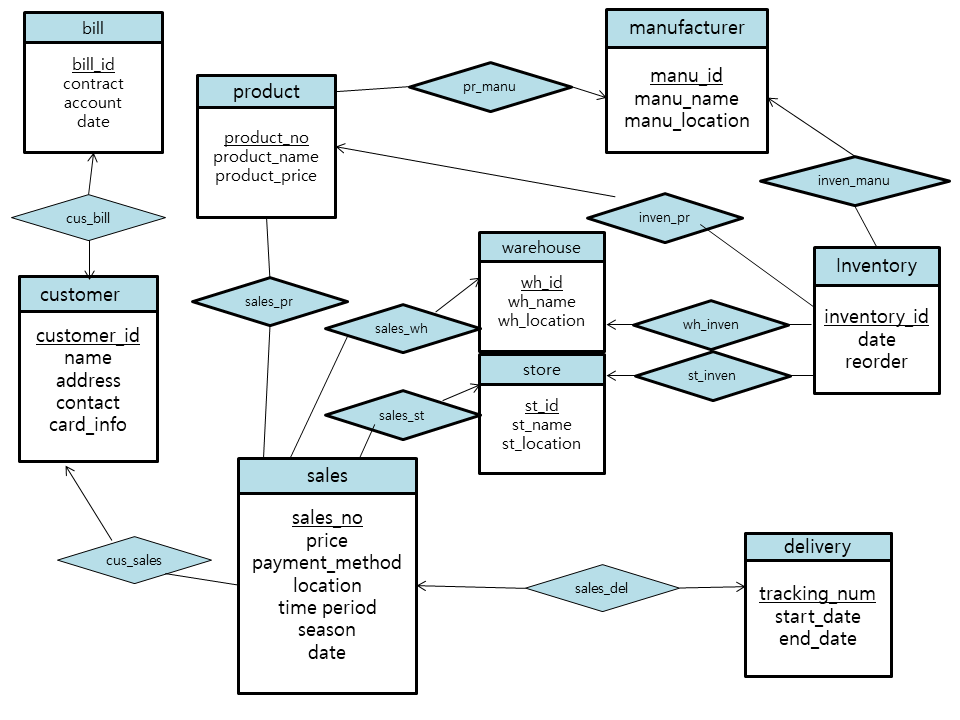 bill
bill_id
contract
account
date
manufacturer
manu_id
manu_name
manu_location
product
product_no
product_name
product_price
pr_manu
inven_manu
cus_bill
inven_pr
warehouse
wh_id
wh_name
wh_location
Inventory
inventory_id
date
reorder
customer
customer_id
name
address
contact
card_info
sales_pr
sales_wh
wh_inven
store
st_id
st_name
st_location
st_inven
sales_st
sales
sales_no
price
payment_method
location
time period
season
date
cus_sales
sales_del
delivery
tracking_num
start_date
end_date